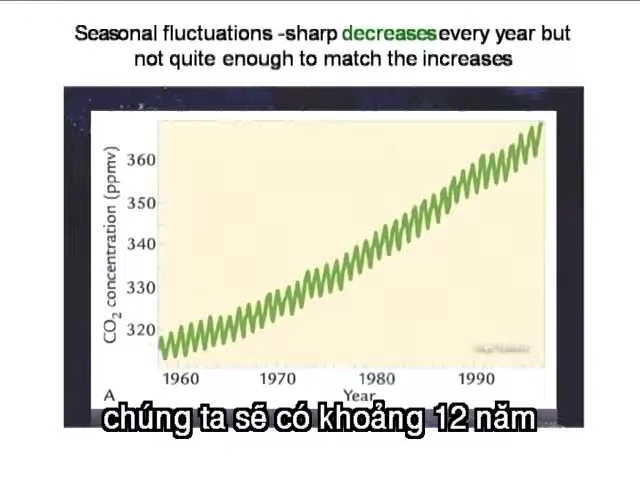 Seasonal fluctuations -sharp decreases every year but
not quite enough to match the increases
CO2 concentration (ppmv)
360
350
340
330
320
1960 1970 1980 1990
A
Year
chúng ta sẽ có khoảng 12 năm